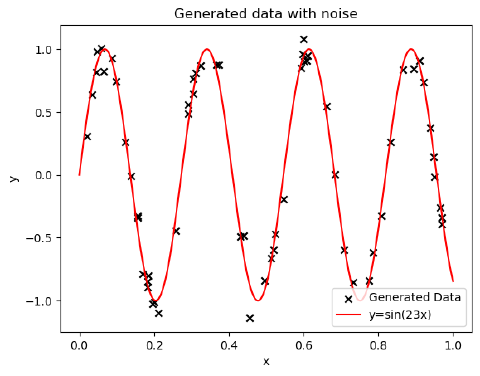 Generated data with noise
1.0
0.5
0.0
−0.5
−1.0
y
0.0
0.2
0.4
0.6
0.8
1.0
x
Generated Data
y=sin(23x)